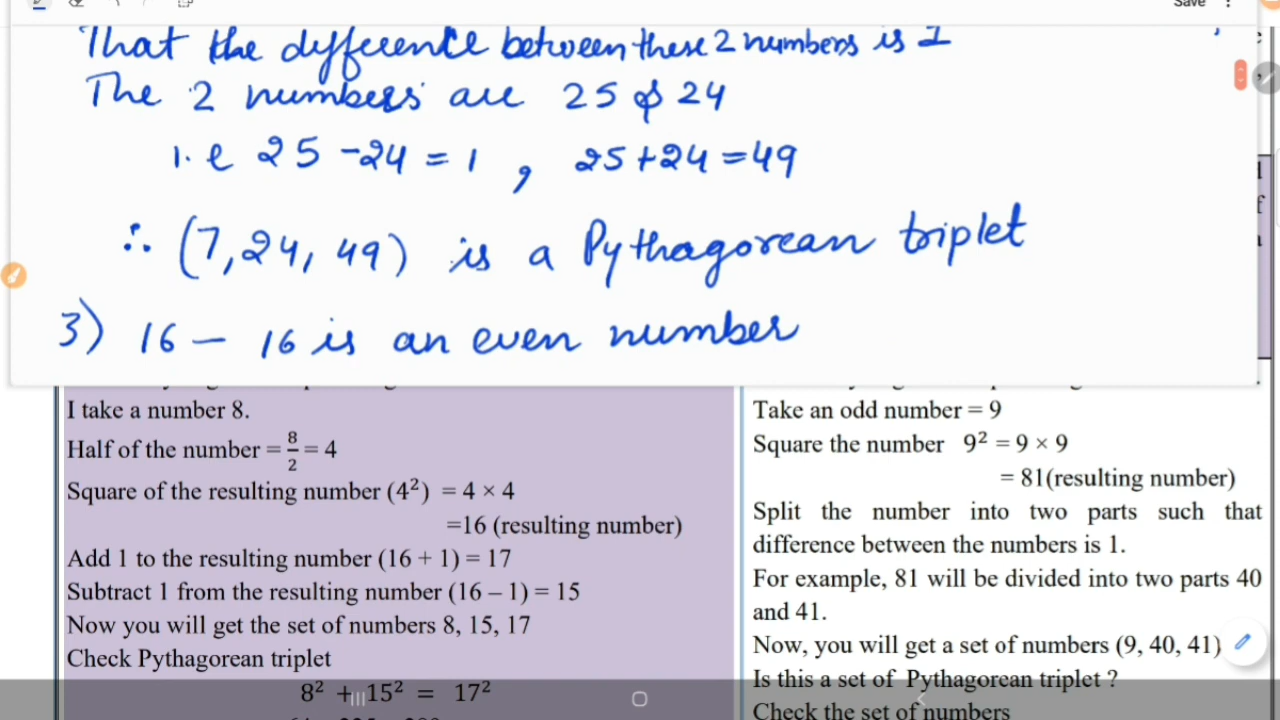 Save
That the difference between these 2 numbers is 1
The 2 numbers are 25 & 24
i.e 25 - 24 = 1 , 25 + 24 = 49
∴ (7, 24, 49) is a Pythagorean triplet
3) 16 - 16 is an even number
I take a number 8.
Half of the number = 8/2 = 4
Square of the resulting number (4²) = 4 × 4
=16 (resulting number)
Add 1 to the resulting number (16 + 1) = 17
Subtract 1 from the resulting number (16 – 1) = 15
Now you will get the set of numbers 8, 15, 17
Check Pythagorean triplet
8² + 15² = 17²
Take an odd number = 9
Square the number 9² = 9 × 9
= 81(resulting number)
Split the number into two parts such that
difference between the numbers is 1.
For example, 81 will be divided into two parts 40
and 41.
Now, you will get a set of numbers (9, 40, 41)
Is this a set of Pythagorean triplet ?
Check the set of numbers